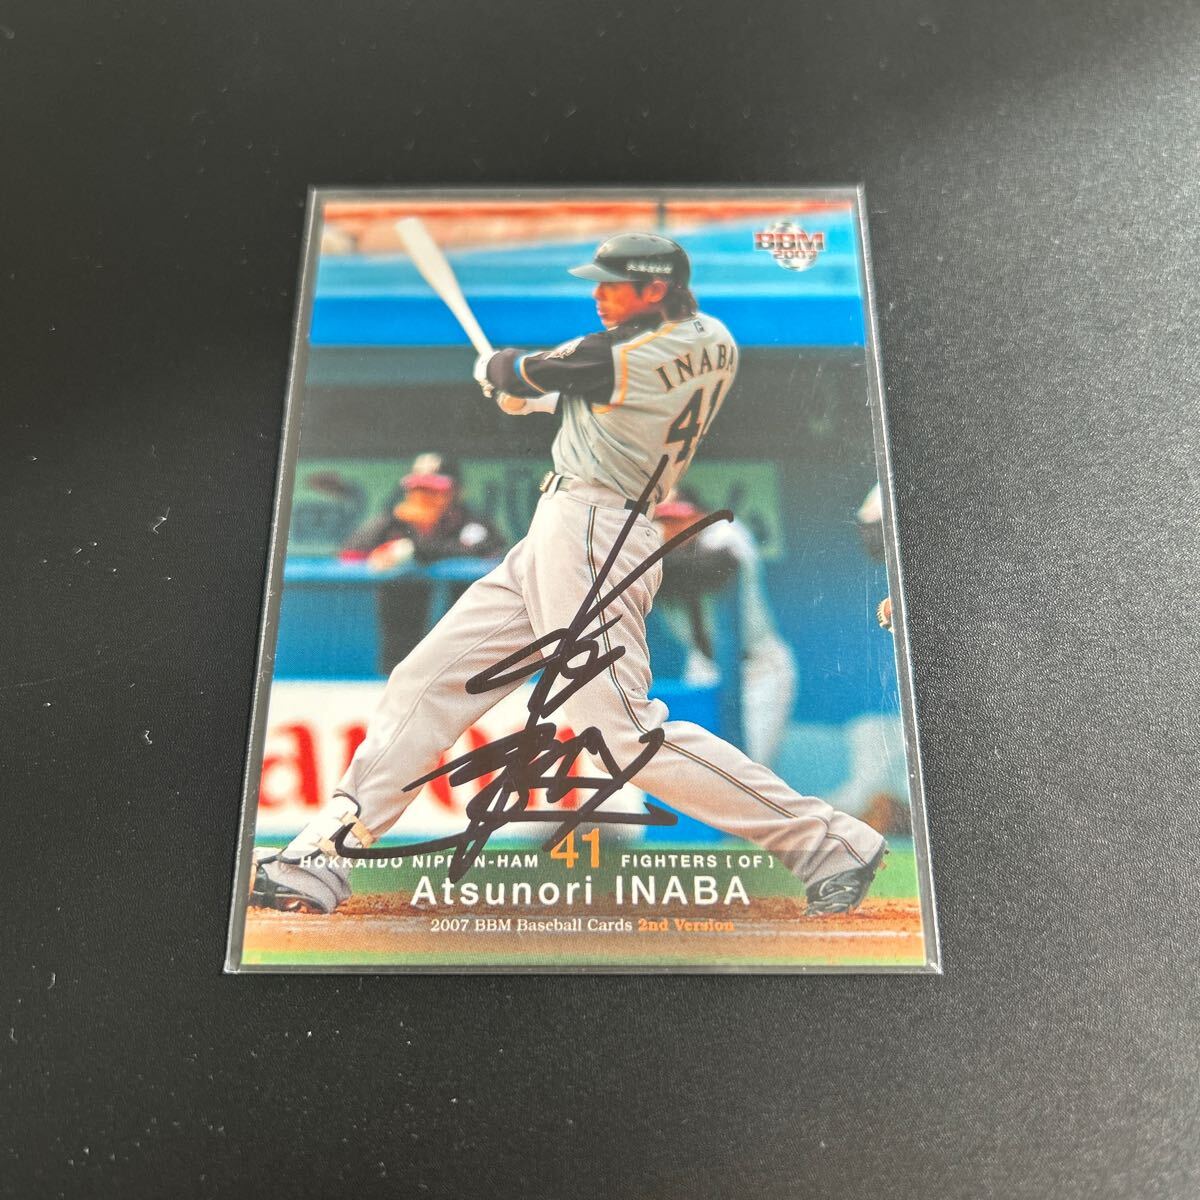 BBM
2007
INABA
41
HOKKAIDO NIPPON-HAM 41 FIGHTERS [OF]
Atsunori INABA
2007 BBM Baseball Cards 2nd Version